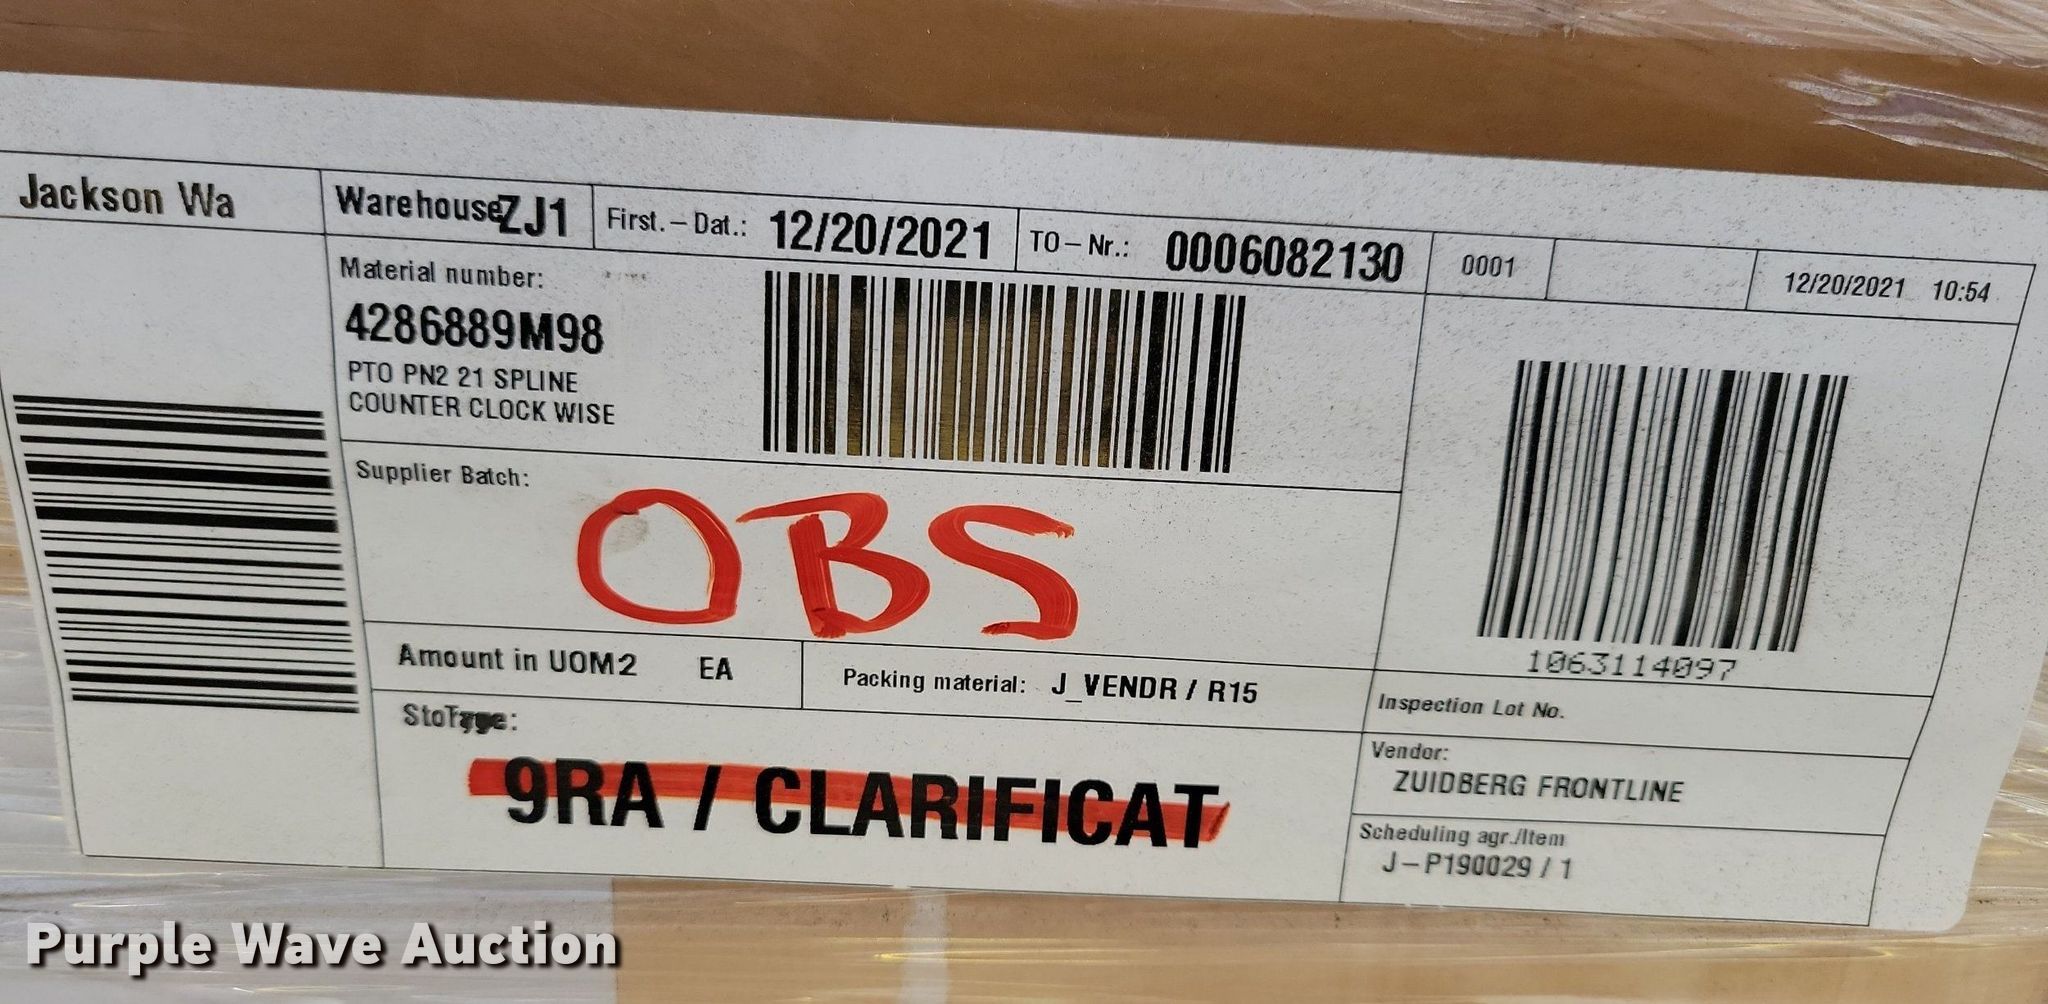 Jackson Wa
Warehouse ZJ1
First.-Dat.: 12/20/2021
TO-Nr.: 0006082130
0001
12/20/2021 10:54
Material number:
4286889M98
PTO PN2 21 SPLINE
COUNTER CLOCK WISE
Supplier Batch:
OBS
1063114097
Amount in UOM2 EA
Packing material: J_VENDR / R15
Inspection Lot No.
9RA / CLARIFICAT
Vendor:
ZUIDBERG FRONTLINE
Scheduling agr./Item
J-P190029 / 1
Purple Wave Auction